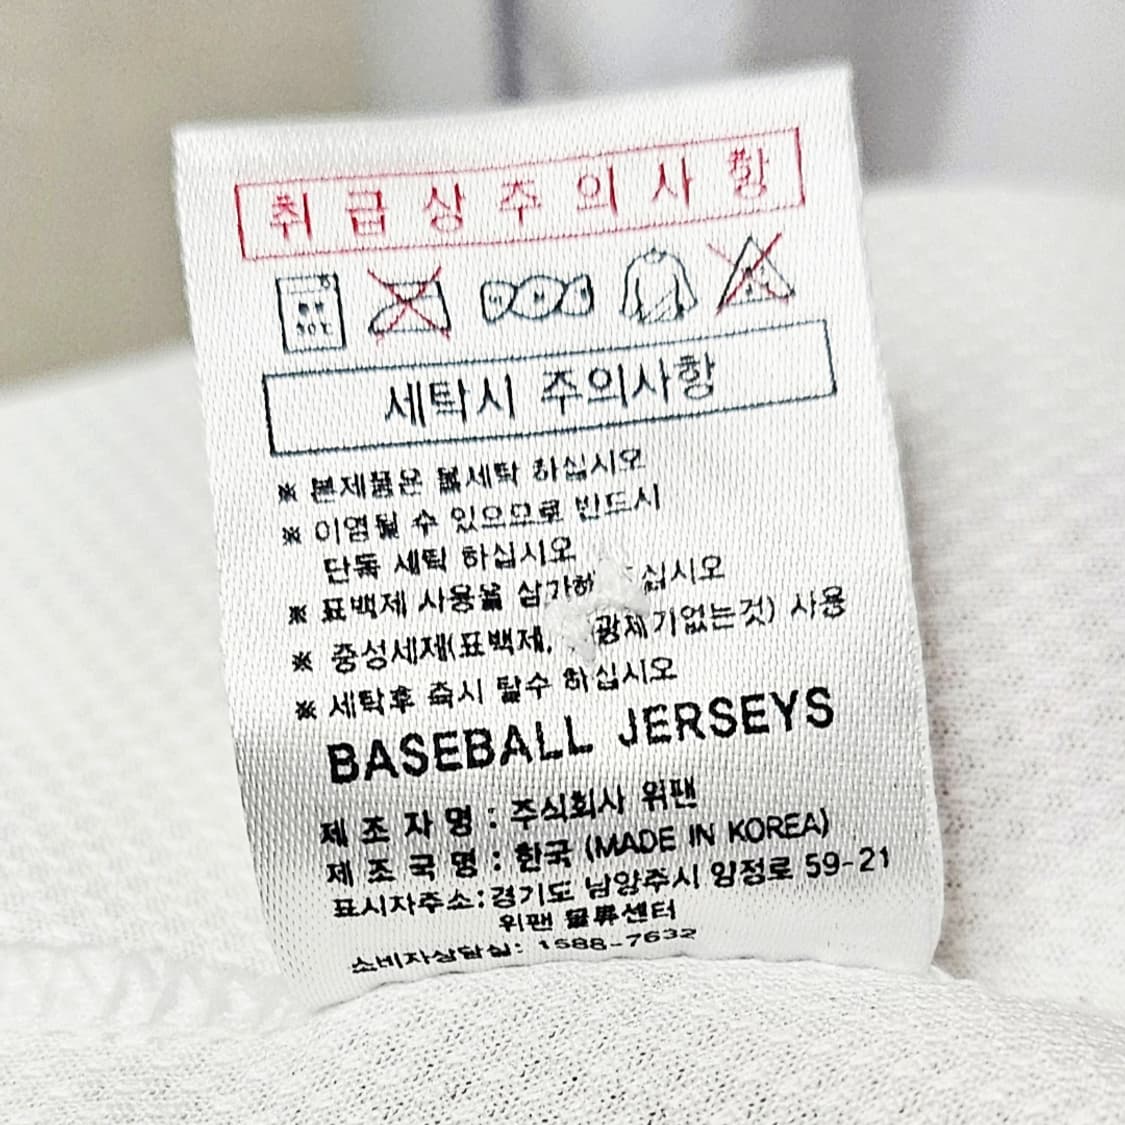 취급상주의사항
30℃
세탁시 주의사항
※ 본제품은 물세탁 하십시오
※ 이염될 수 있으므로 반드시
단독 세탁 하십시오
※ 표백제 사용을 삼가하 십시오
※ 중성세제(표백제, 광제기없는것) 사용
※ 세탁후 즉시 탈수 하십시오
BASEBALL JERSEYS
제 조 자 명 : 주식회사 위팬
제 조 국 명 : 한국 (MADE IN KOREA)
표시자주소:경기도 남양주시 양정로 59-21
위팬 물류센터
소비자상담실: 1588-7632